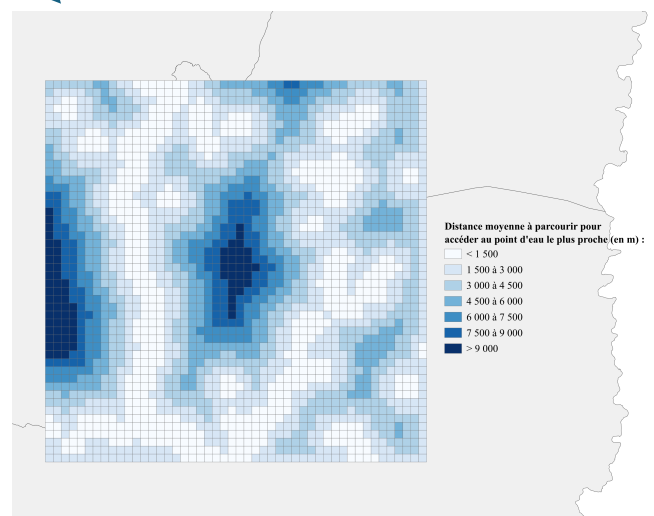 Distance moyenne à parcourir pour
accéder au point d'eau le plus proche (en m) :
< 1 500
1 500 à 3 000
3 000 à 4 500
4 500 à 6 000
6 000 à 7 500
7 500 à 9 000
> 9 000